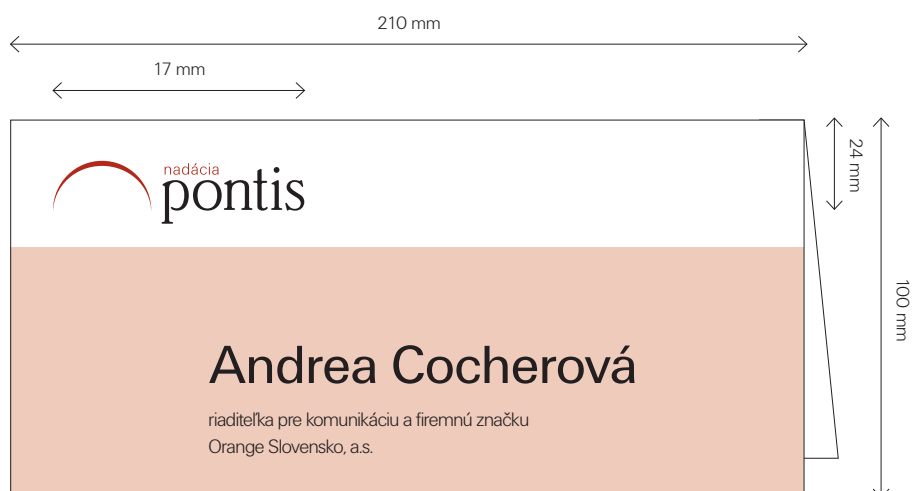 210 mm
17 mm
24 mm
nadácia
pontis
100 mm
Andrea Cocherová
riaditeľka pre komunikáciu a firemnú značku
Orange Slovensko, a.s.